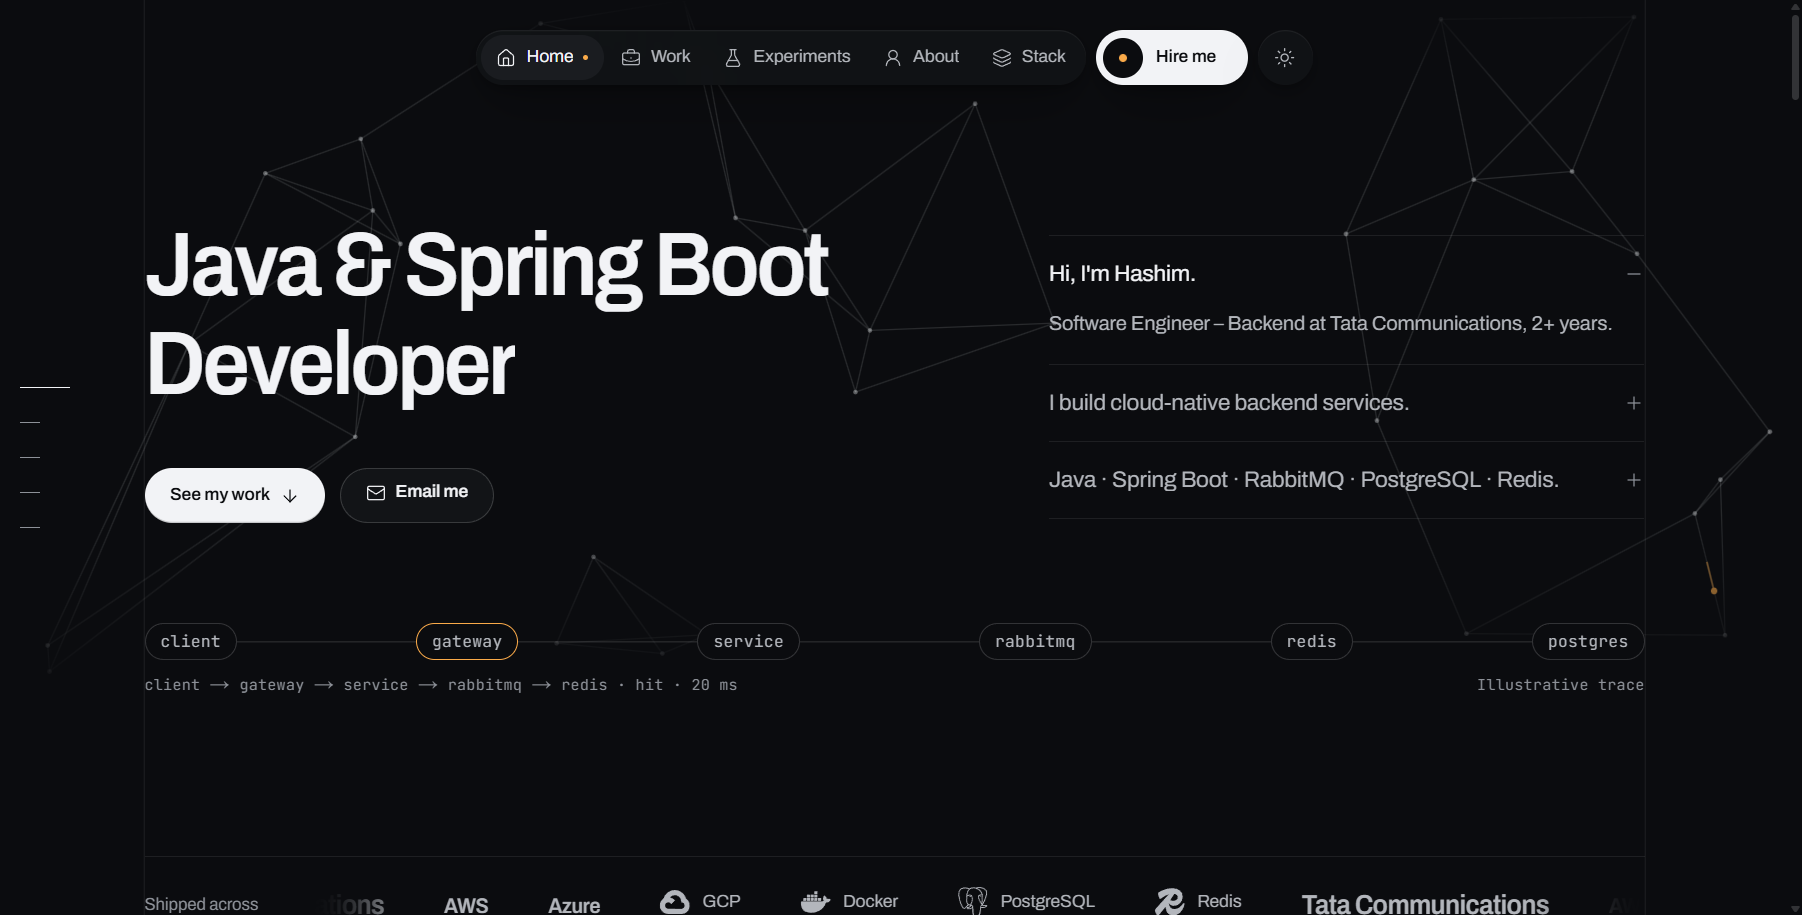 Home
Work
Experiments
About
Stack
Hire me
Java & Spring Boot
Developer
See my work
Email me
Hi, I'm Hashim.
Software Engineer – Backend at Tata Communications, 2+ years.
I build cloud-native backend services.
Java · Spring Boot · RabbitMQ · PostgreSQL · Redis.
client
gateway
service
rabbitmq
redis
postgres
client → gateway → service → rabbitmq → redis · hit · 20 ms
Illustrative trace
Shipped across
AWS
Azure
GCP
Docker
PostgreSQL
Redis
Tata Communications